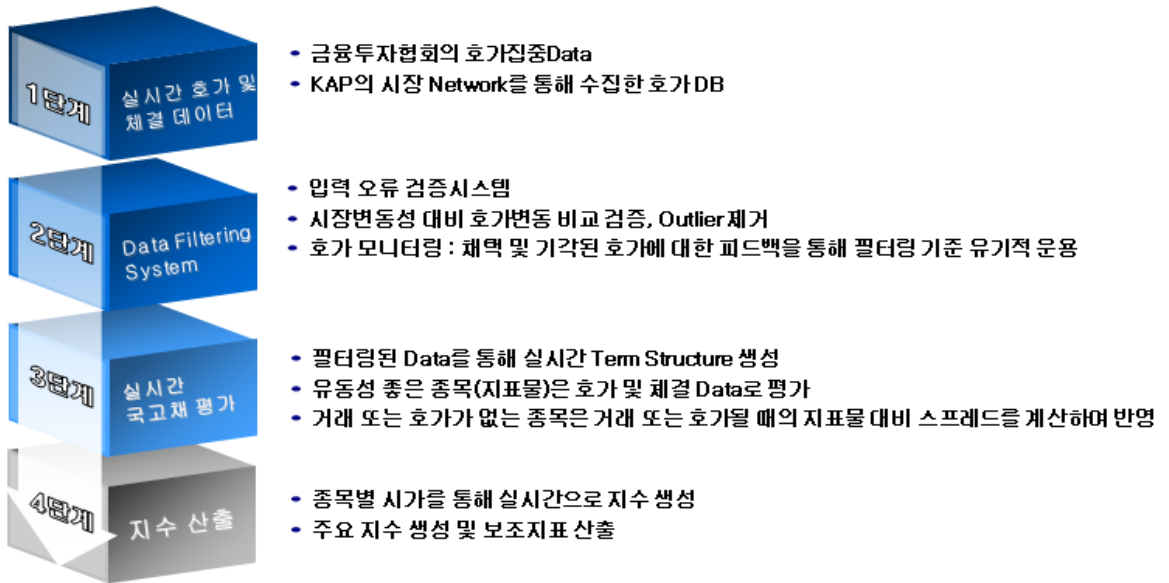 1단계
실시간 호가 및
체결 데이터
• 금융투자협회의 호가집중Data
• KAP의 시장 Network를 통해 수집한 호가 DB
2단계
Data Filtering
System
• 입력 오류 검증시스템
• 시장변동성 대비 호가변동 비교 검증, Outlier 제거
• 호가 모니터링 : 채택 및 기각된 호가에 대한 피드백을 통해 필터링 기준 유기적 운용
3단계
실시간
국고채 평가
• 필터링된 Data를 통해 실시간 Term Structure 생성
• 유동성 좋은 종목(지표물)은 호가 및 체결 Data로 평가
• 거래 또는 호가가 없는 종목은 거래 또는 호가될 때의 지표물 대비 스프레드를 계산하여 반영
4단계
지수 산출
• 종목별 시가를 통해 실시간으로 지수 생성
• 주요 지수 생성 및 보조지표 산출